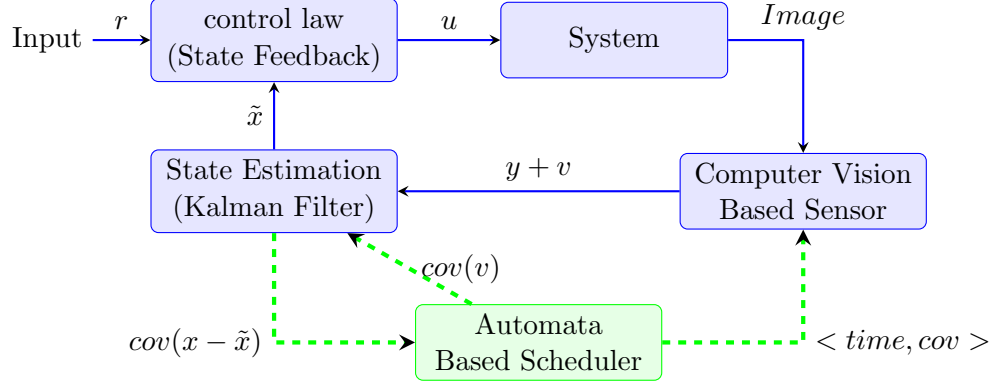 Image
control law
Input
r
u
System
(State Feedback)
x̃
State Estimation
(Kalman Filter)
y + v
Computer Vision
Based Sensor
cov(v)
cov(x − x̃)
Automata
Based Scheduler
< time, cov >